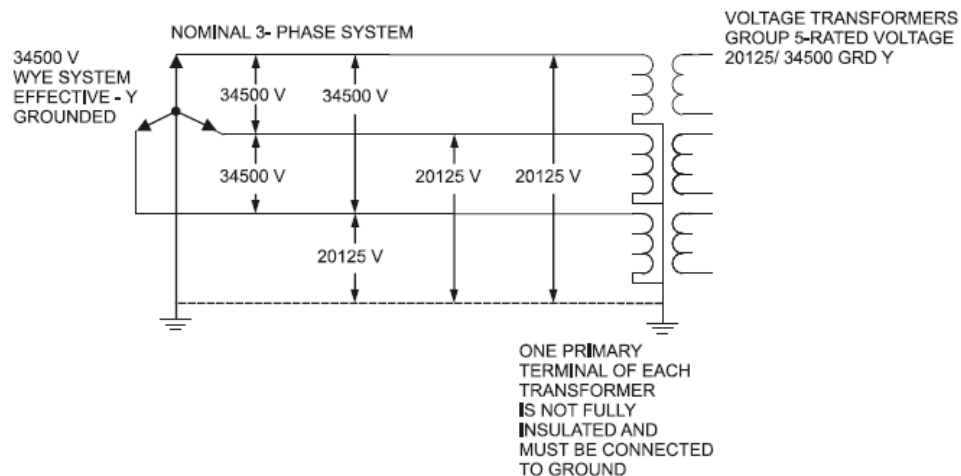 NOMINAL 3- PHASE SYSTEM
34500 V
WYE SYSTEM
EFFECTIVE - Y
GROUNDED
VOLTAGE TRANSFORMERS
GROUP 5-RATED VOLTAGE
20125/ 34500 GRD Y
34500 V
34500 V
34500 V
20125 V
20125 V
20125 V
ONE PRIMARY
TERMINAL OF EACH
TRANSFORMER
IS NOT FULLY
INSULATED AND
MUST BE CONNECTED
TO GROUND